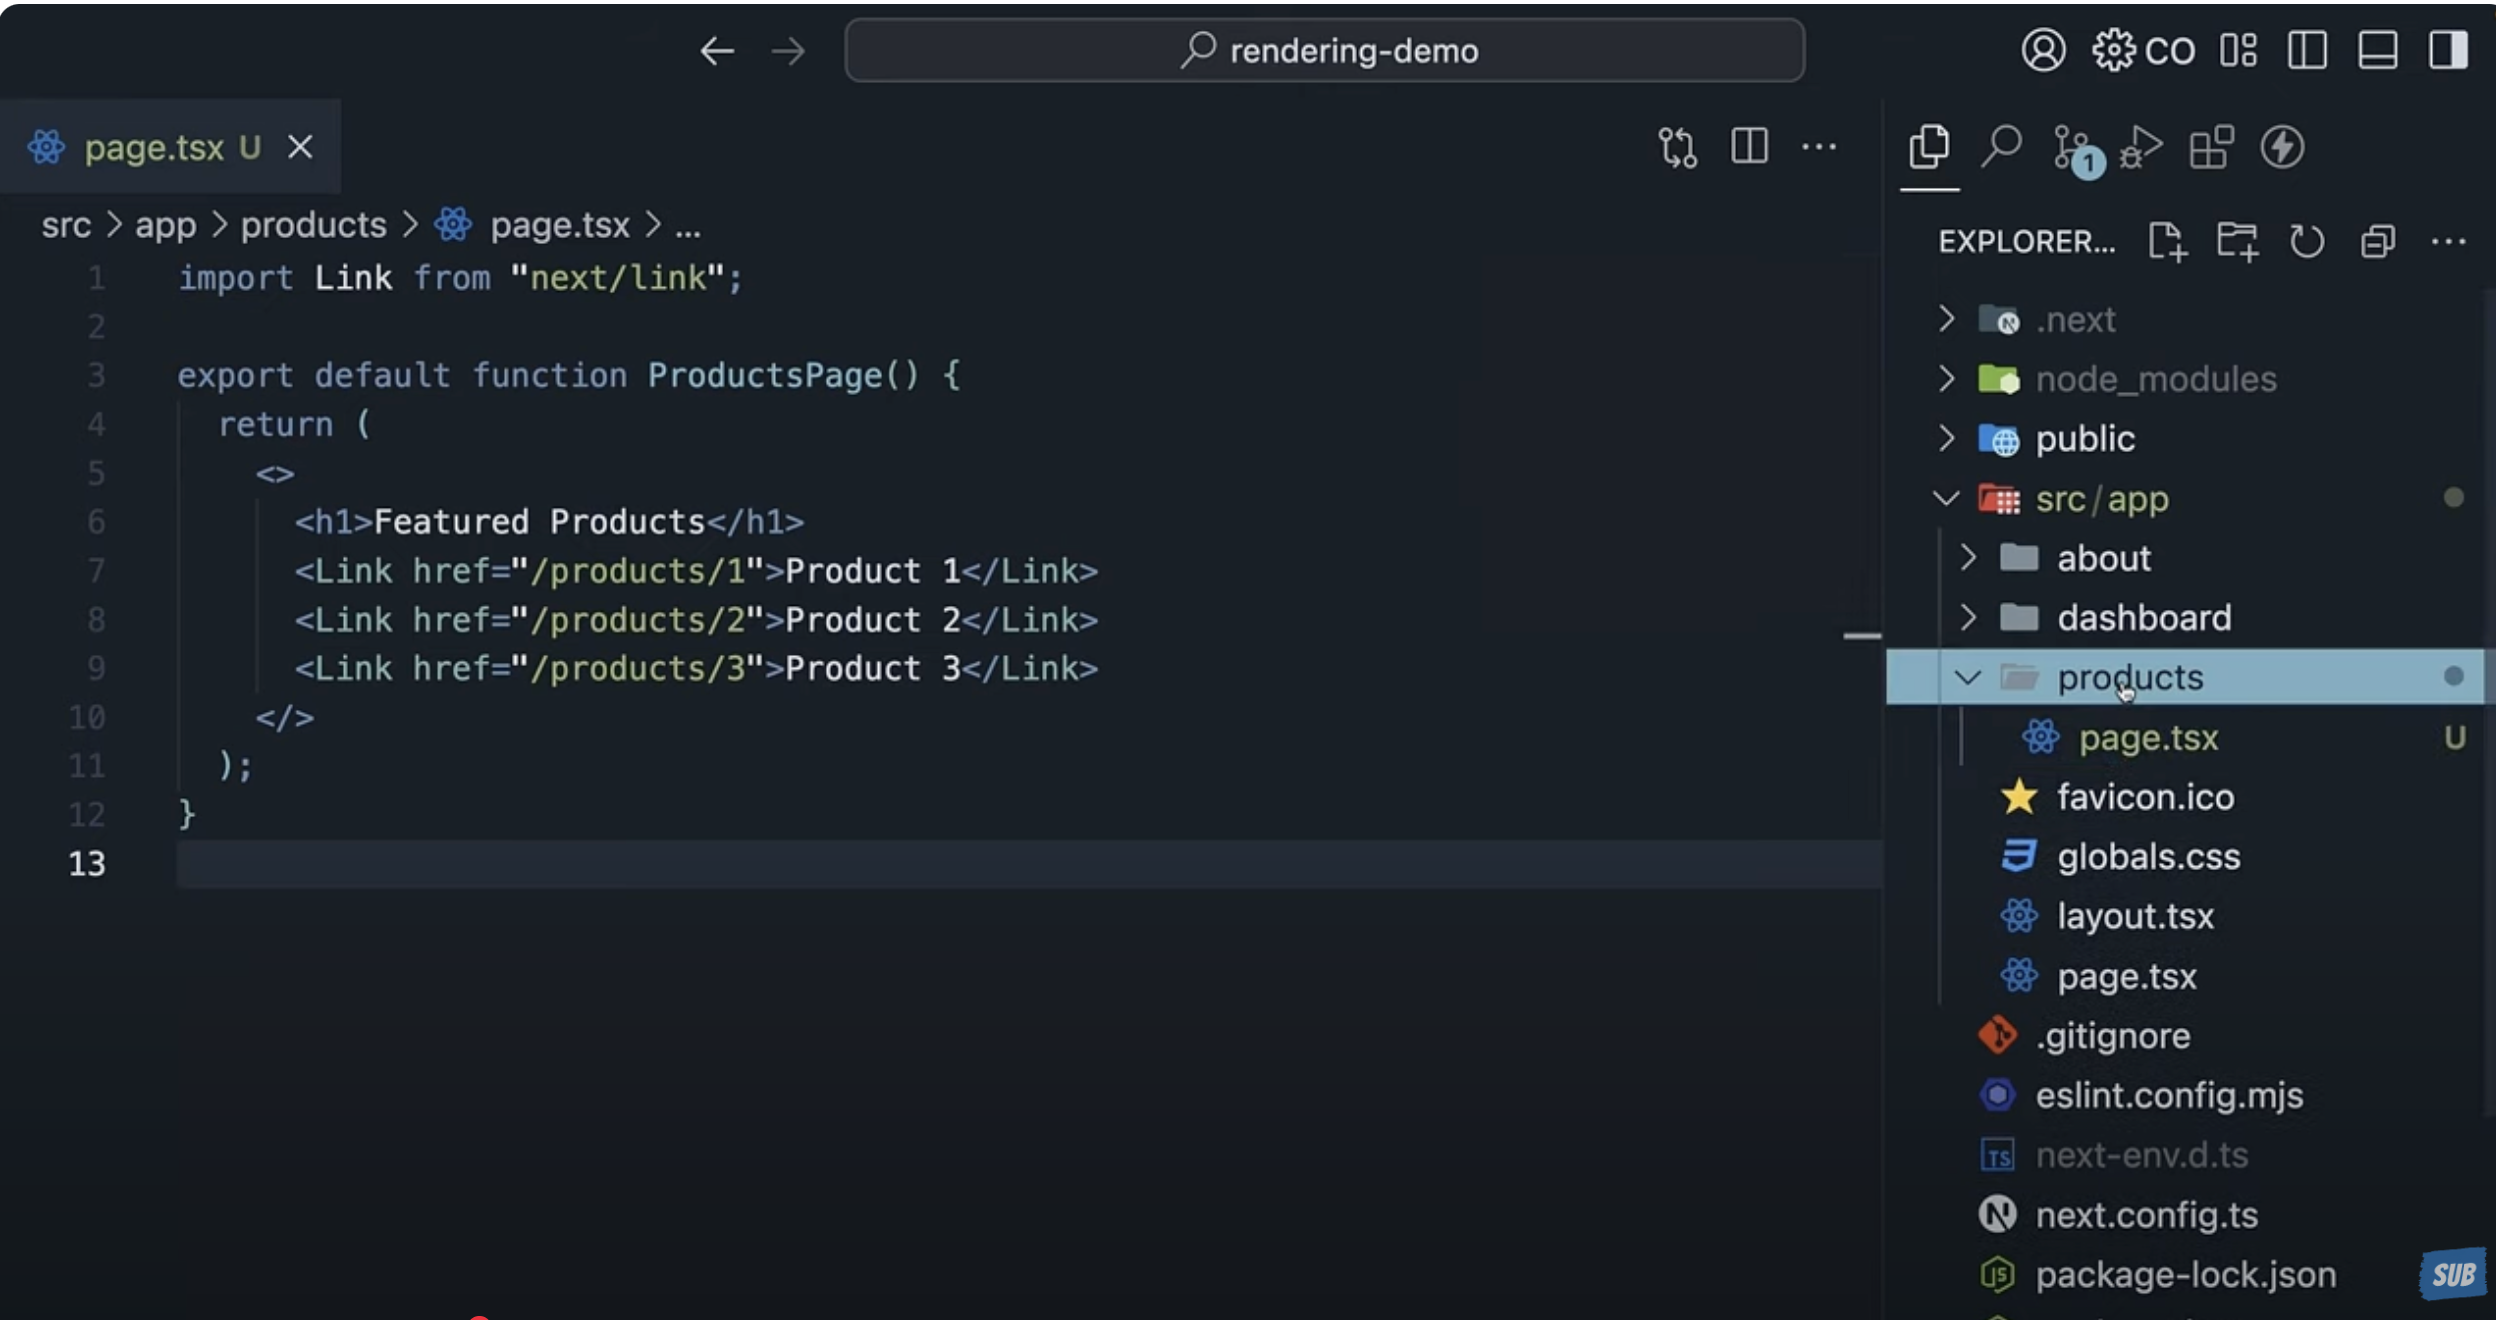 rendering-demo
CO
page.tsx U
src > app > products > page.tsx > ...
1 import Link from "next/link";
2
3 export default function ProductsPage() {
4 return (
5 <>
6 <h1>Featured Products</h1>
7 <Link href="/products/1">Product 1</Link>
8 <Link href="/products/2">Product 2</Link>
9 <Link href="/products/3">Product 3</Link>
10 </>
11 );
12 }
13
1
EXPLORER...
.next
node_modules
public
src/app
about
dashboard
products
page.tsx U
favicon.ico
globals.css
layout.tsx
page.tsx
.gitignore
eslint.config.mjs
TS next-env.d.ts
next.config.ts
package-lock.json
SUB